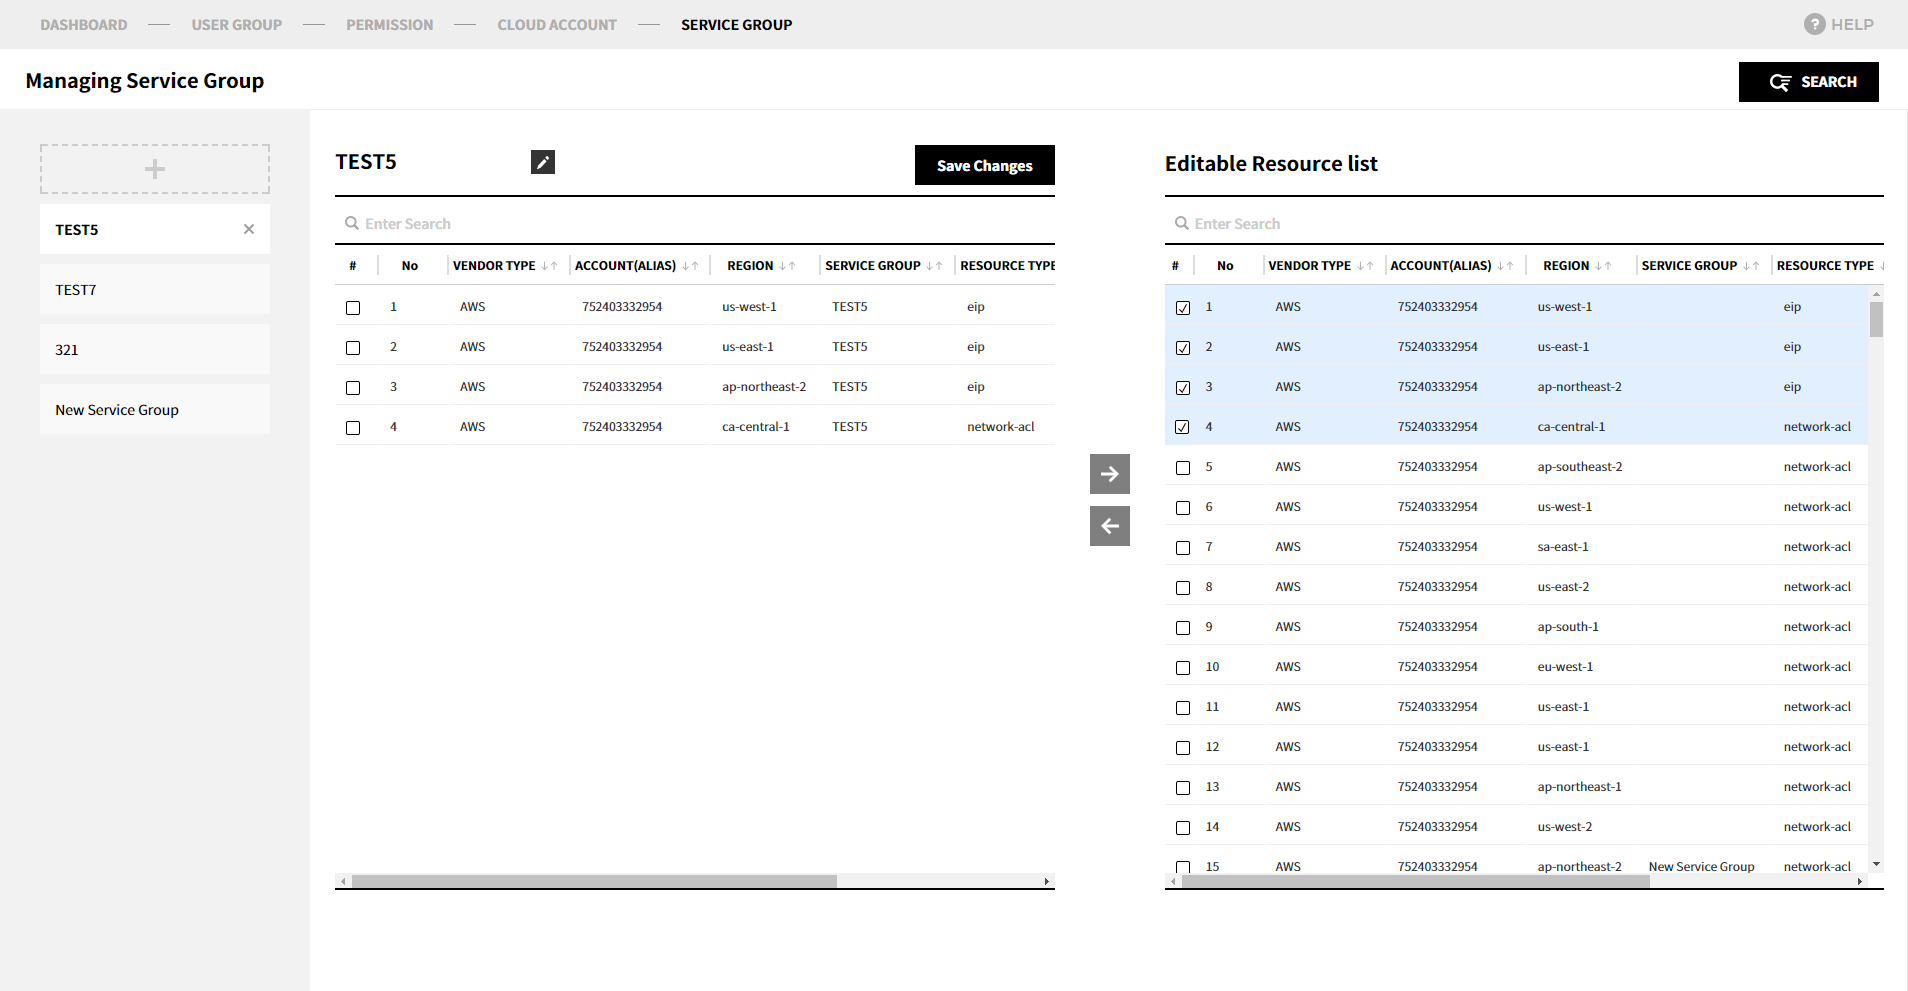 DASHBOARD — USER GROUP — PERMISSION — CLOUD ACCOUNT — SERVICE GROUP
? HELP
Managing Service Group
SEARCH
TEST5
TEST7
321
New Service Group
TEST5
Save Changes
Enter Search
# No VENDOR TYPE ↓↑ ACCOUNT(ALIAS) ↓↑ REGION ↓↑ SERVICE GROUP ↓↑ RESOURCE TYPE
1 AWS 752403332954 us-west-1 TEST5 eip
2 AWS 752403332954 us-east-1 TEST5 eip
3 AWS 752403332954 ap-northeast-2 TEST5 eip
4 AWS 752403332954 ca-central-1 TEST5 network-acl
Editable Resource list
Enter Search
# No VENDOR TYPE ↓↑ ACCOUNT(ALIAS) ↓↑ REGION ↓↑ SERVICE GROUP ↓↑ RESOURCE TYPE ↓
1 AWS 752403332954 us-west-1 eip
2 AWS 752403332954 us-east-1 eip
3 AWS 752403332954 ap-northeast-2 eip
4 AWS 752403332954 ca-central-1 network-acl
5 AWS 752403332954 ap-southeast-2 network-acl
6 AWS 752403332954 us-west-1 network-acl
7 AWS 752403332954 sa-east-1 network-acl
8 AWS 752403332954 us-east-2 network-acl
9 AWS 752403332954 ap-south-1 network-acl
10 AWS 752403332954 eu-west-1 network-acl
11 AWS 752403332954 us-east-1 network-acl
12 AWS 752403332954 us-east-1 network-acl
13 AWS 752403332954 ap-northeast-1 network-acl
14 AWS 752403332954 us-west-2 network-acl
15 AWS 752403332954 ap-northeast-2 New Service Group network-acl